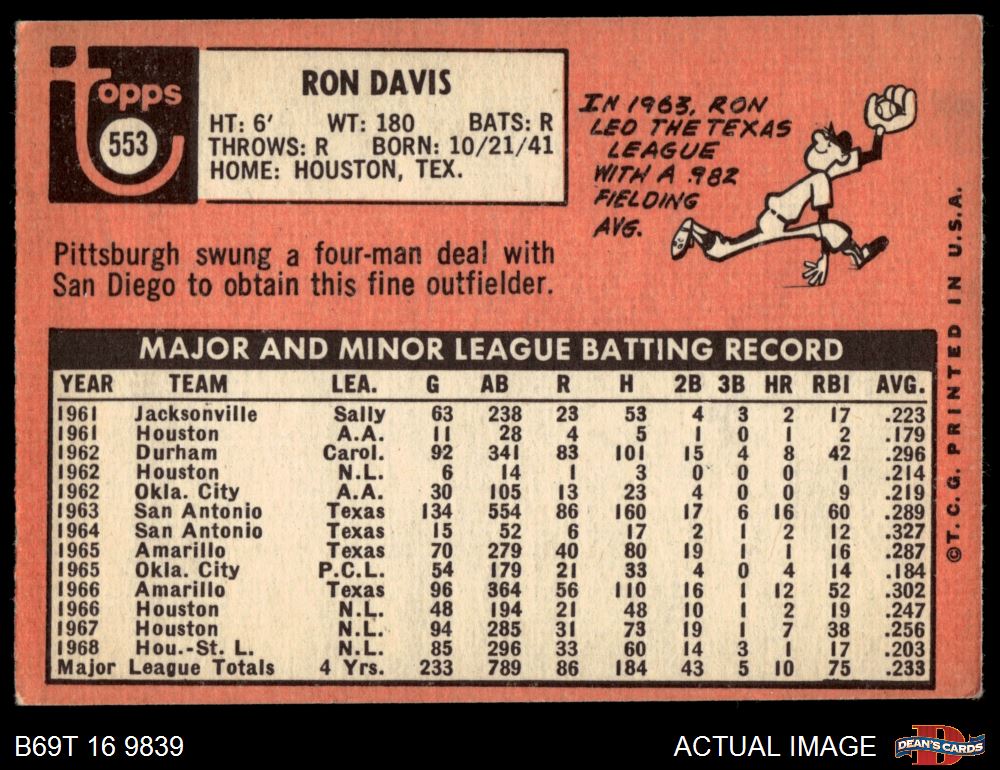 topps
553
RON DAVIS
HT: 6' WT: 180 BATS: R
THROWS: R BORN: 10/21/41
HOME: HOUSTON, TEX.
IN 1963, RON
LED THE TEXAS
LEAGUE
WITH A .982
FIELDING
AVG.
Pittsburgh swung a four-man deal with
San Diego to obtain this fine outfielder.
MAJOR AND MINOR LEAGUE BATTING RECORD
YEAR TEAM LEA. G AB R H 2B 3B HR RBI AVG.
1961 Jacksonville Sally 63 238 23 53 4 3 2 17 .223
1961 Houston A.A. 11 28 4 5 1 0 1 2 .179
1962 Durham Carol. 92 341 83 101 15 4 8 42 .296
1962 Houston N.L. 6 14 1 3 0 0 0 1 .214
1962 Okla. City A.A. 30 105 13 23 4 0 0 9 .219
1963 San Antonio Texas 134 554 86 160 17 6 16 60 .289
1964 San Antonio Texas 15 52 6 17 2 1 2 12 .327
1965 Amarillo Texas 70 279 40 80 19 1 1 16 .287
1965 Okla. City P.C.L. 54 179 21 33 4 0 4 14 .184
1966 Amarillo Texas 96 364 56 110 16 1 12 52 .302
1966 Houston N.L. 48 194 21 48 10 1 2 19 .247
1967 Houston N.L. 94 285 31 73 19 1 7 38 .256
1968 Hou.-St. L. N.L. 85 296 33 60 14 3 1 17 .203
Major League Totals 4 Yrs. 233 789 86 184 43 5 10 75 .233
©T. C. G. PRINTED IN U.S.A.
B69T 16 9839
ACTUAL IMAGE
D
DEAN'S CARDS